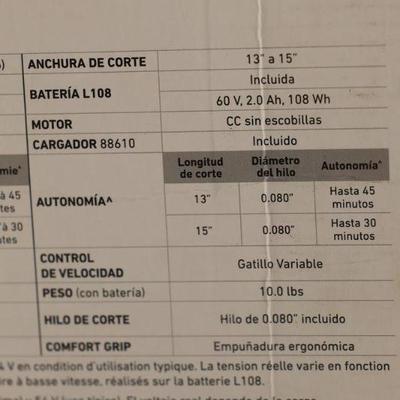 ANCHURA DE CORTE 13" a 15"
BATERÍA L108 Incluida
60 V, 2.0 Ah, 108 Wh
MOTOR CC sin escobillas
CARGADOR 88610 Incluido
Longitud de corte Diámetro del hilo Autonomía^
AUTONOMÍA^ 13" 0.080" Hasta 45 minutos
15" 0.080" Hasta 30 minutos
CONTROL DE VELOCIDAD Gatillo Variable
PESO (con batería) 10.0 lbs
HILO DE CORTE Hilo de 0.080" incluido
COMFORT GRIP Empuñadura ergonómica
V en condition d'utilisation typique. La tension réelle varie en fonction
à basse vitesse, réalisés sur la batterie L108.